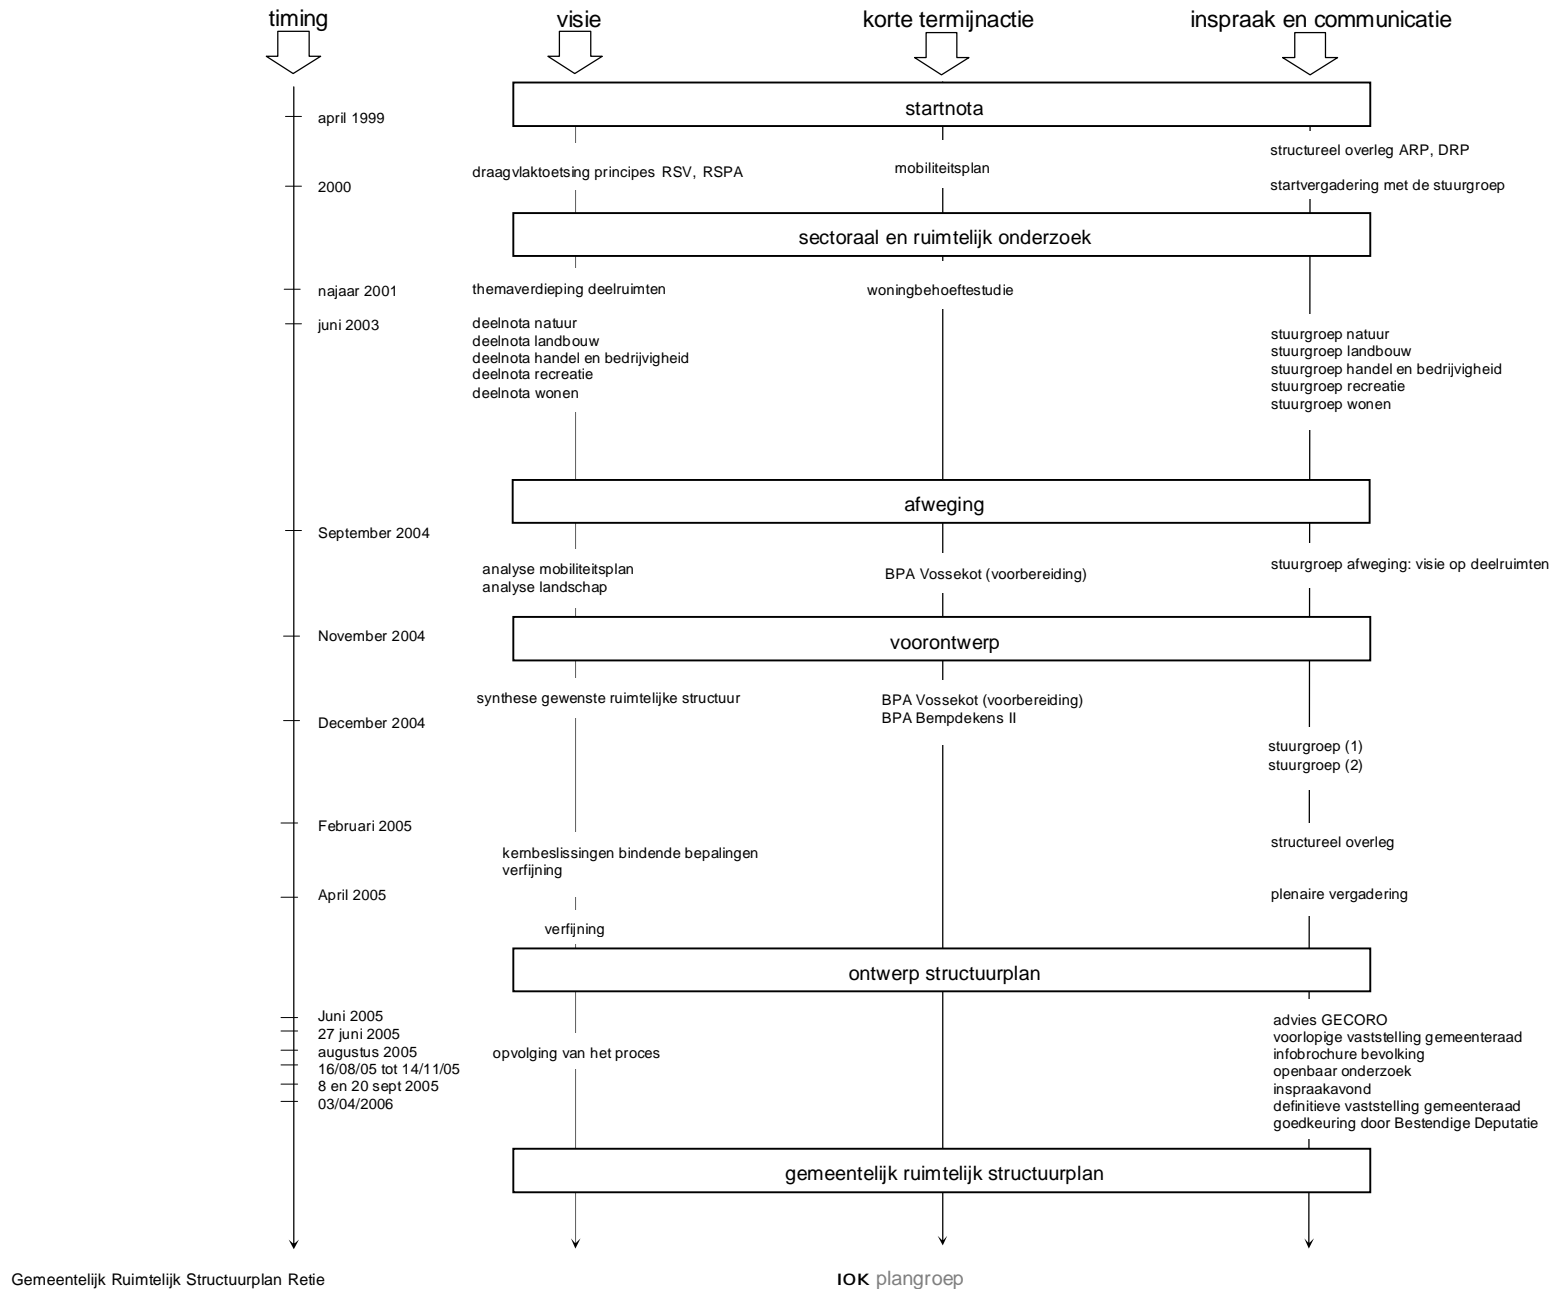 timing
visie
korte termijnactie
inspraak en communicatie
startnota
april 1999
structureel overleg ARP, DRP
draagvlaktoetsing principes RSV, RSPA
mobiliteitsplan
2000
startvergadering met de stuurgroep
sectoraal en ruimtelijk onderzoek
najaar 2001
themaverdieping deelruimten
woningbehoeftestudie
juni 2003
deelnota natuur
deelnota landbouw
deelnota handel en bedrijvigheid
deelnota recreatie
deelnota wonen
stuurgroep natuur
stuurgroep landbouw
stuurgroep handel en bedrijvigheid
stuurgroep recreatie
stuurgroep wonen
afweging
September 2004
analyse mobiliteitsplan
analyse landschap
BPA Vossekot (voorbereiding)
stuurgroep afweging: visie op deelruimten
November 2004
voorontwerp
synthese gewenste ruimtelijke structuur
BPA Vossekot (voorbereiding)
BPA Bempdekens II
December 2004
stuurgroep (1)
stuurgroep (2)
Februari 2005
structureel overleg
kernbeslissingen bindende bepalingen
verfijning
April 2005
plenaire vergadering
verfijning
ontwerp structuurplan
Juni 2005
27 juni 2005
augustus 2005
16/08/05 tot 14/11/05
8 en 20 sept 2005
03/04/2006
opvolging van het proces
advies GECORO
voorlopige vaststelling gemeenteraad
infobrochure bevolking
openbaar onderzoek
inspraakavond
definitieve vaststelling gemeenteraad
goedkeuring door Bestendige Deputatie
gemeentelijk ruimtelijk structuurplan
Gemeentelijk Ruimtelijk Structuurplan Retie
IOK plangroep